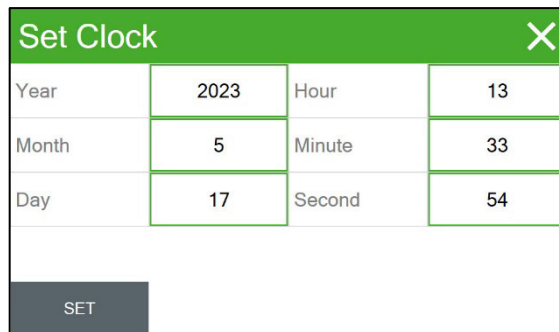 Set Clock
Year 2023 Hour 13
Month 5 Minute 33
Day 17 Second 54
SET